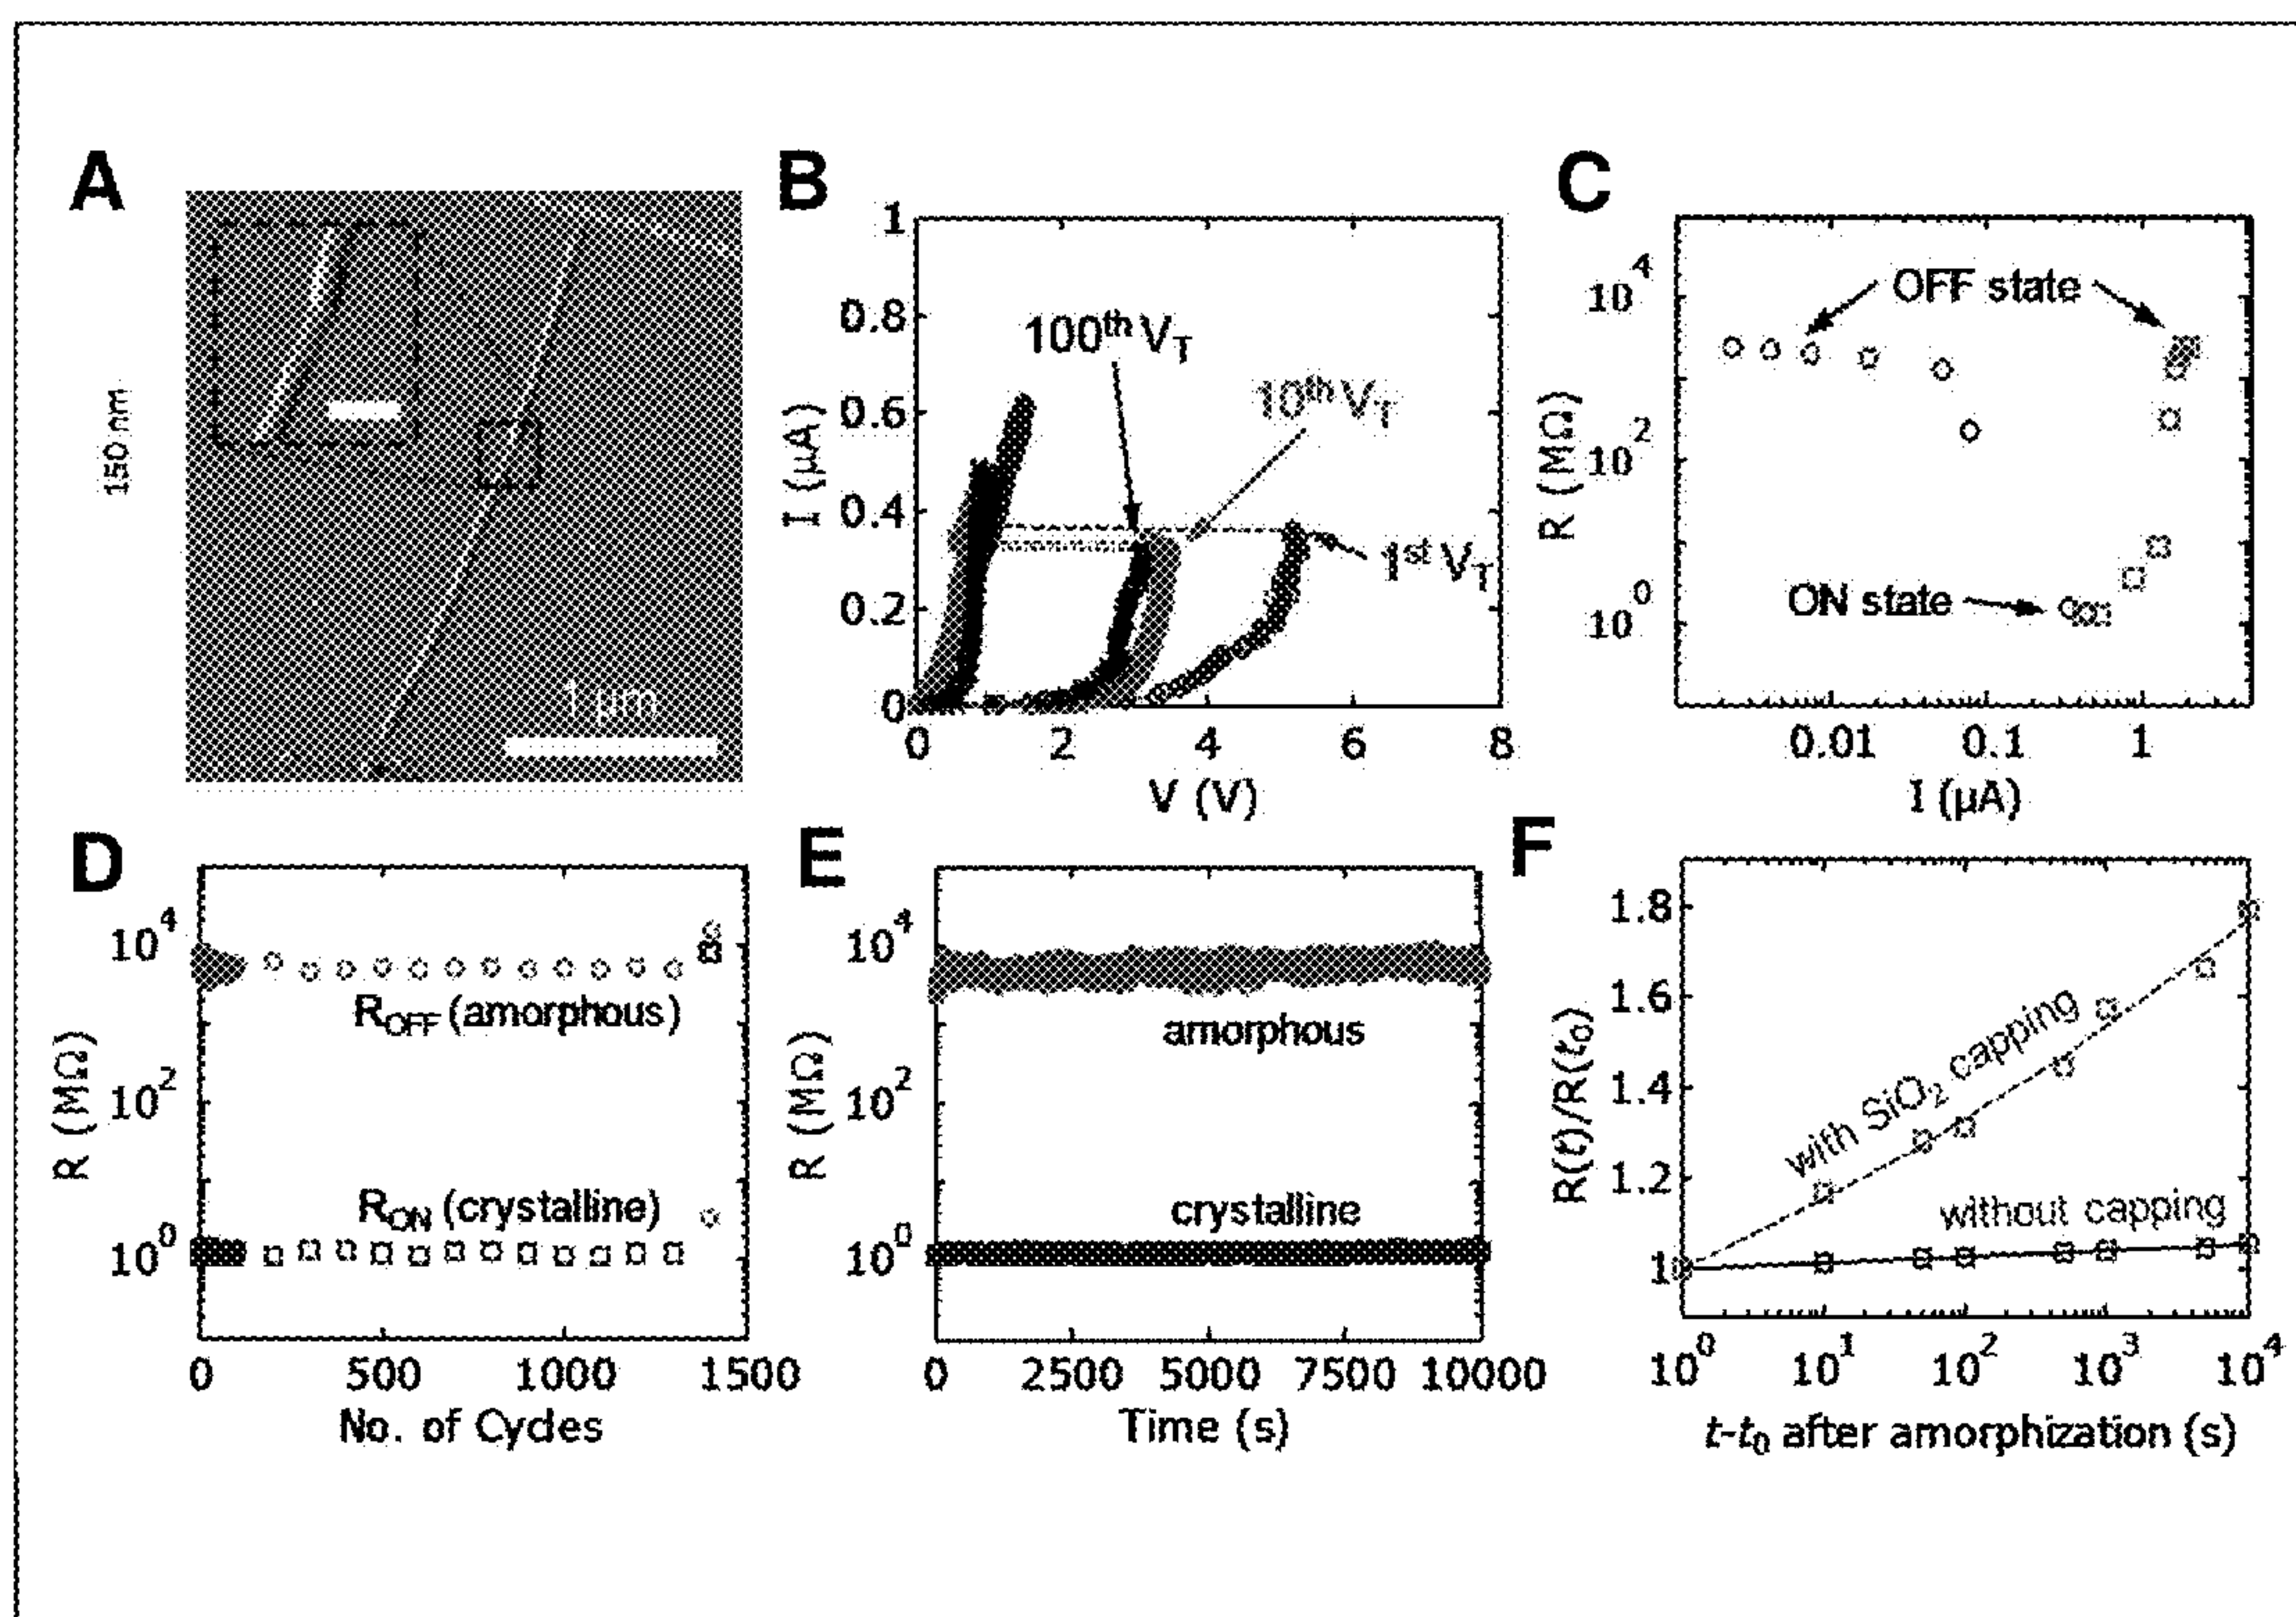 A
150 nm
1 μm
B
1
0.8
0.6
0.4
0.2
0
I (μA)
100th VT
10th VT
1st VT
0 2 4 6 8
V (V)
C
10^4
10^2
10^0
R (MΩ)
OFF state
ON state
0.01 0.1 1
I (μA)
D
10^4
10^2
10^0
R (MΩ)
ROFF (amorphous)
RON (crystalline)
0 500 1000 1500
No. of Cycles
E
10^4
10^2
10^0
R (MΩ)
amorphous
crystalline
0 2500 5000 7500 10000
Time (s)
F
1.8
1.6
1.4
1.2
1
R(t)/R(t0)
with SiO2 capping
without capping
10^0 10^1 10^2 10^3 10^4
t-t0 after amorphization (s)